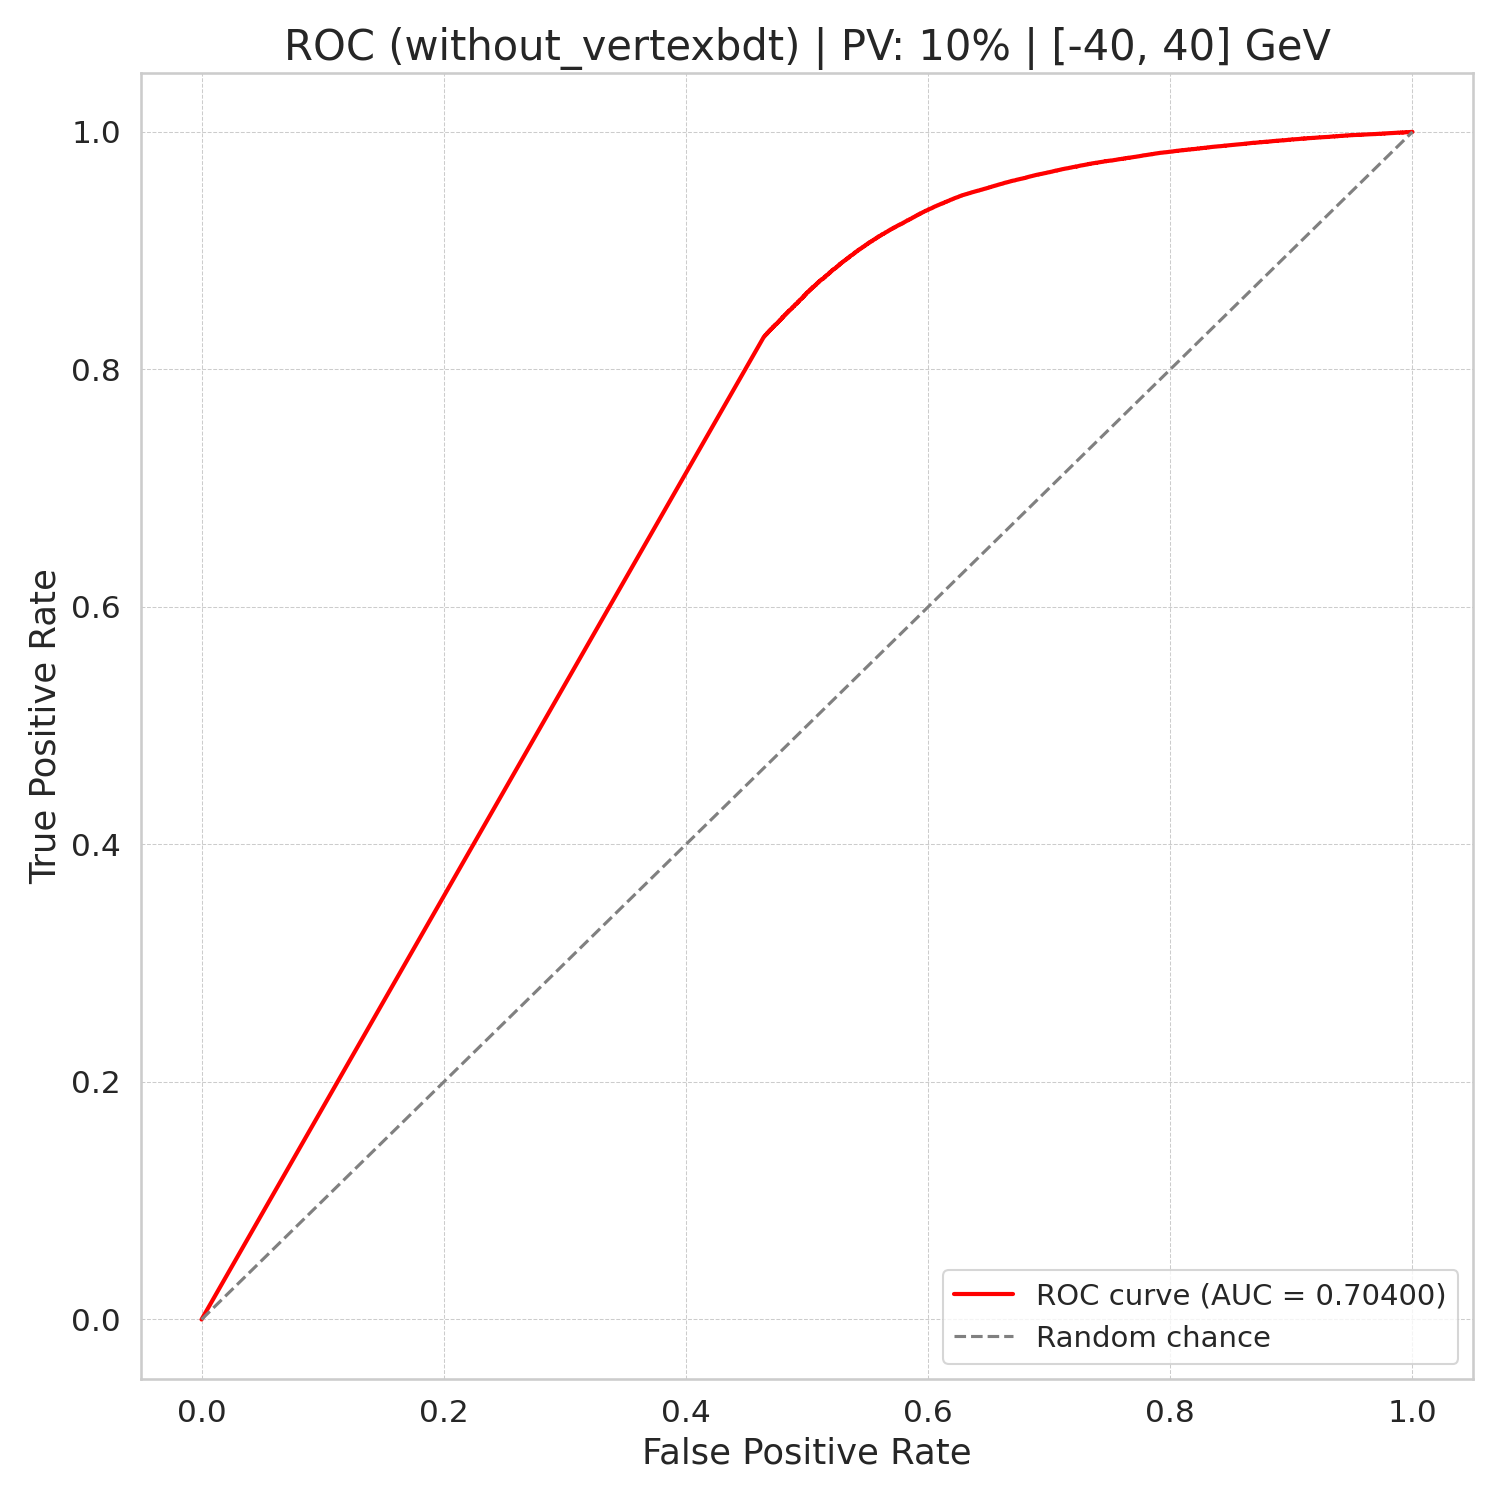 ROC (without_vertexbdt) | PV: 10% | [-40, 40] GeV
True Positive Rate
1.0
0.8
0.6
0.4
0.2
0.0
0.0 0.2 0.4 0.6 0.8 1.0
False Positive Rate
ROC curve (AUC = 0.70400)
Random chance